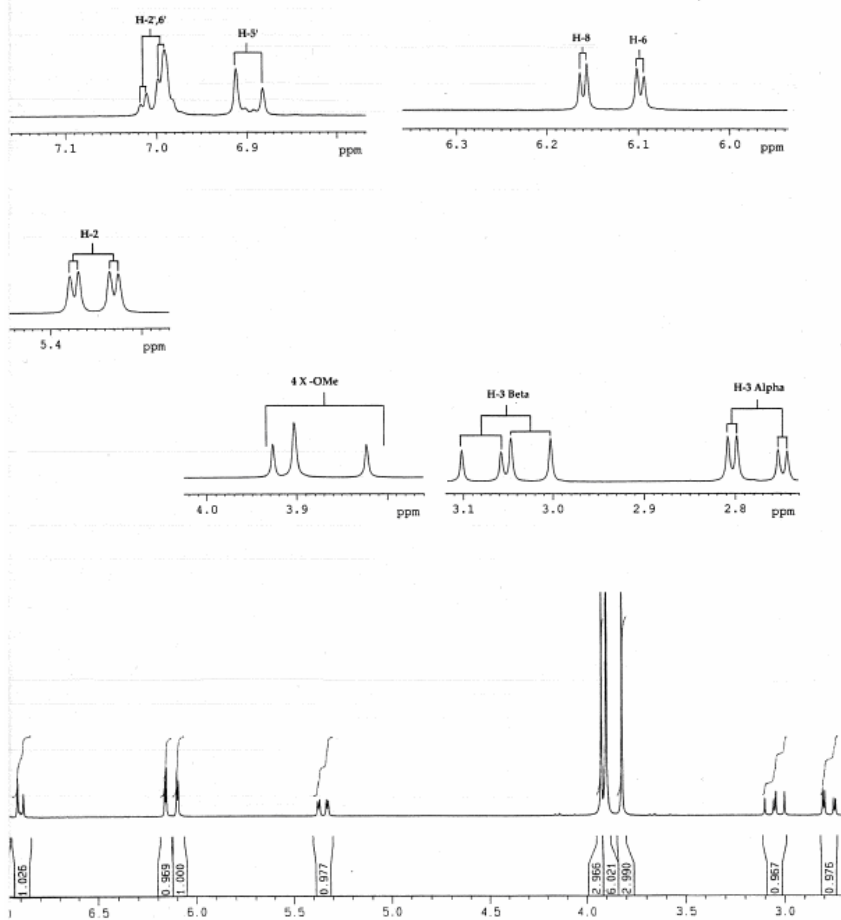 H-2',6'
H-5'
7.1 7.0 6.9 ppm
H-8
H-6
6.3 6.2 6.1 6.0 ppm
H-2
5.4 ppm
4 X -OMe
4.0 3.9 ppm
H-3 Beta
H-3 Alpha
3.1 3.0 2.9 2.8 ppm
1.026 0.969 1.000 0.977 2.966 6.021 2.990 0.967 0.976
6.5 6.0 5.5 5.0 4.5 4.0 3.5 3.0